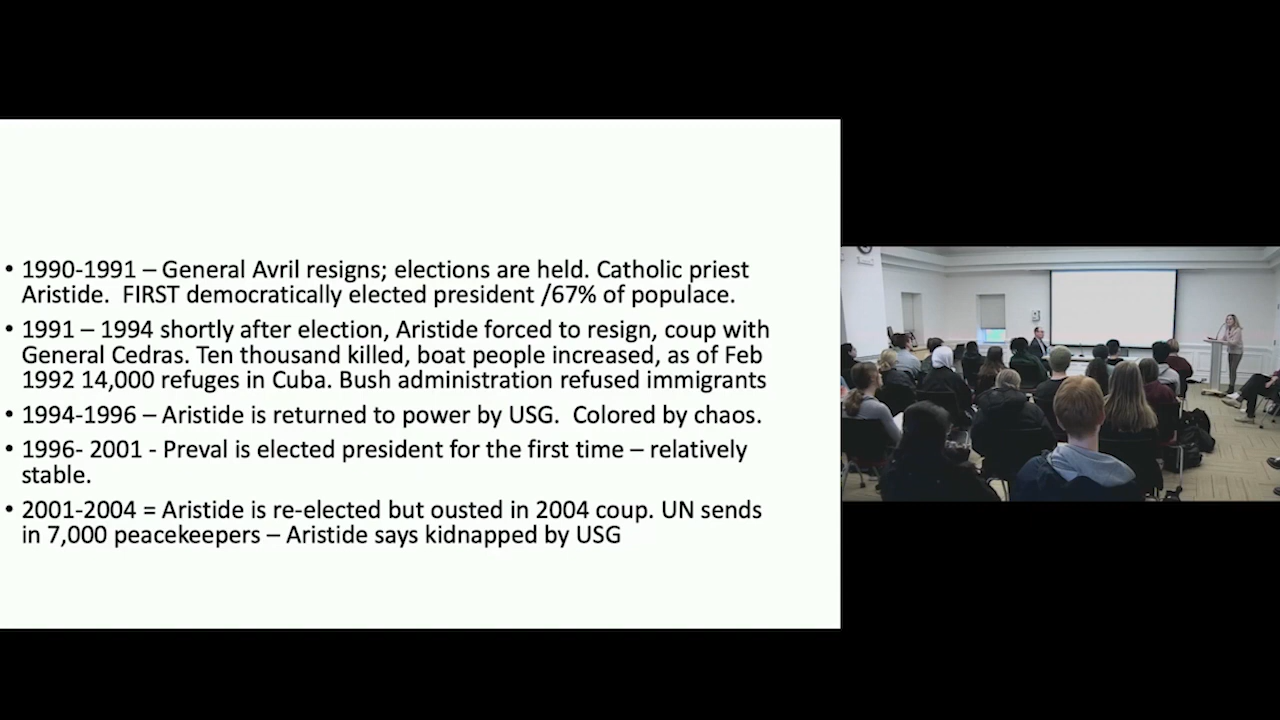 • 1990-1991 – General Avril resigns; elections are held. Catholic priest
Aristide.  FIRST democratically elected president /67% of populace.
• 1991 – 1994 shortly after election, Aristide forced to resign, coup with
General Cedras. Ten thousand killed, boat people increased, as of Feb
1992 14,000 refuges in Cuba. Bush administration refused immigrants
• 1994-1996 – Aristide is returned to power by USG.  Colored by chaos.
• 1996- 2001 - Preval is elected president for the first time – relatively
stable.
• 2001-2004 = Aristide is re-elected but ousted in 2004 coup. UN sends
in 7,000 peacekeepers – Aristide says kidnapped by USG